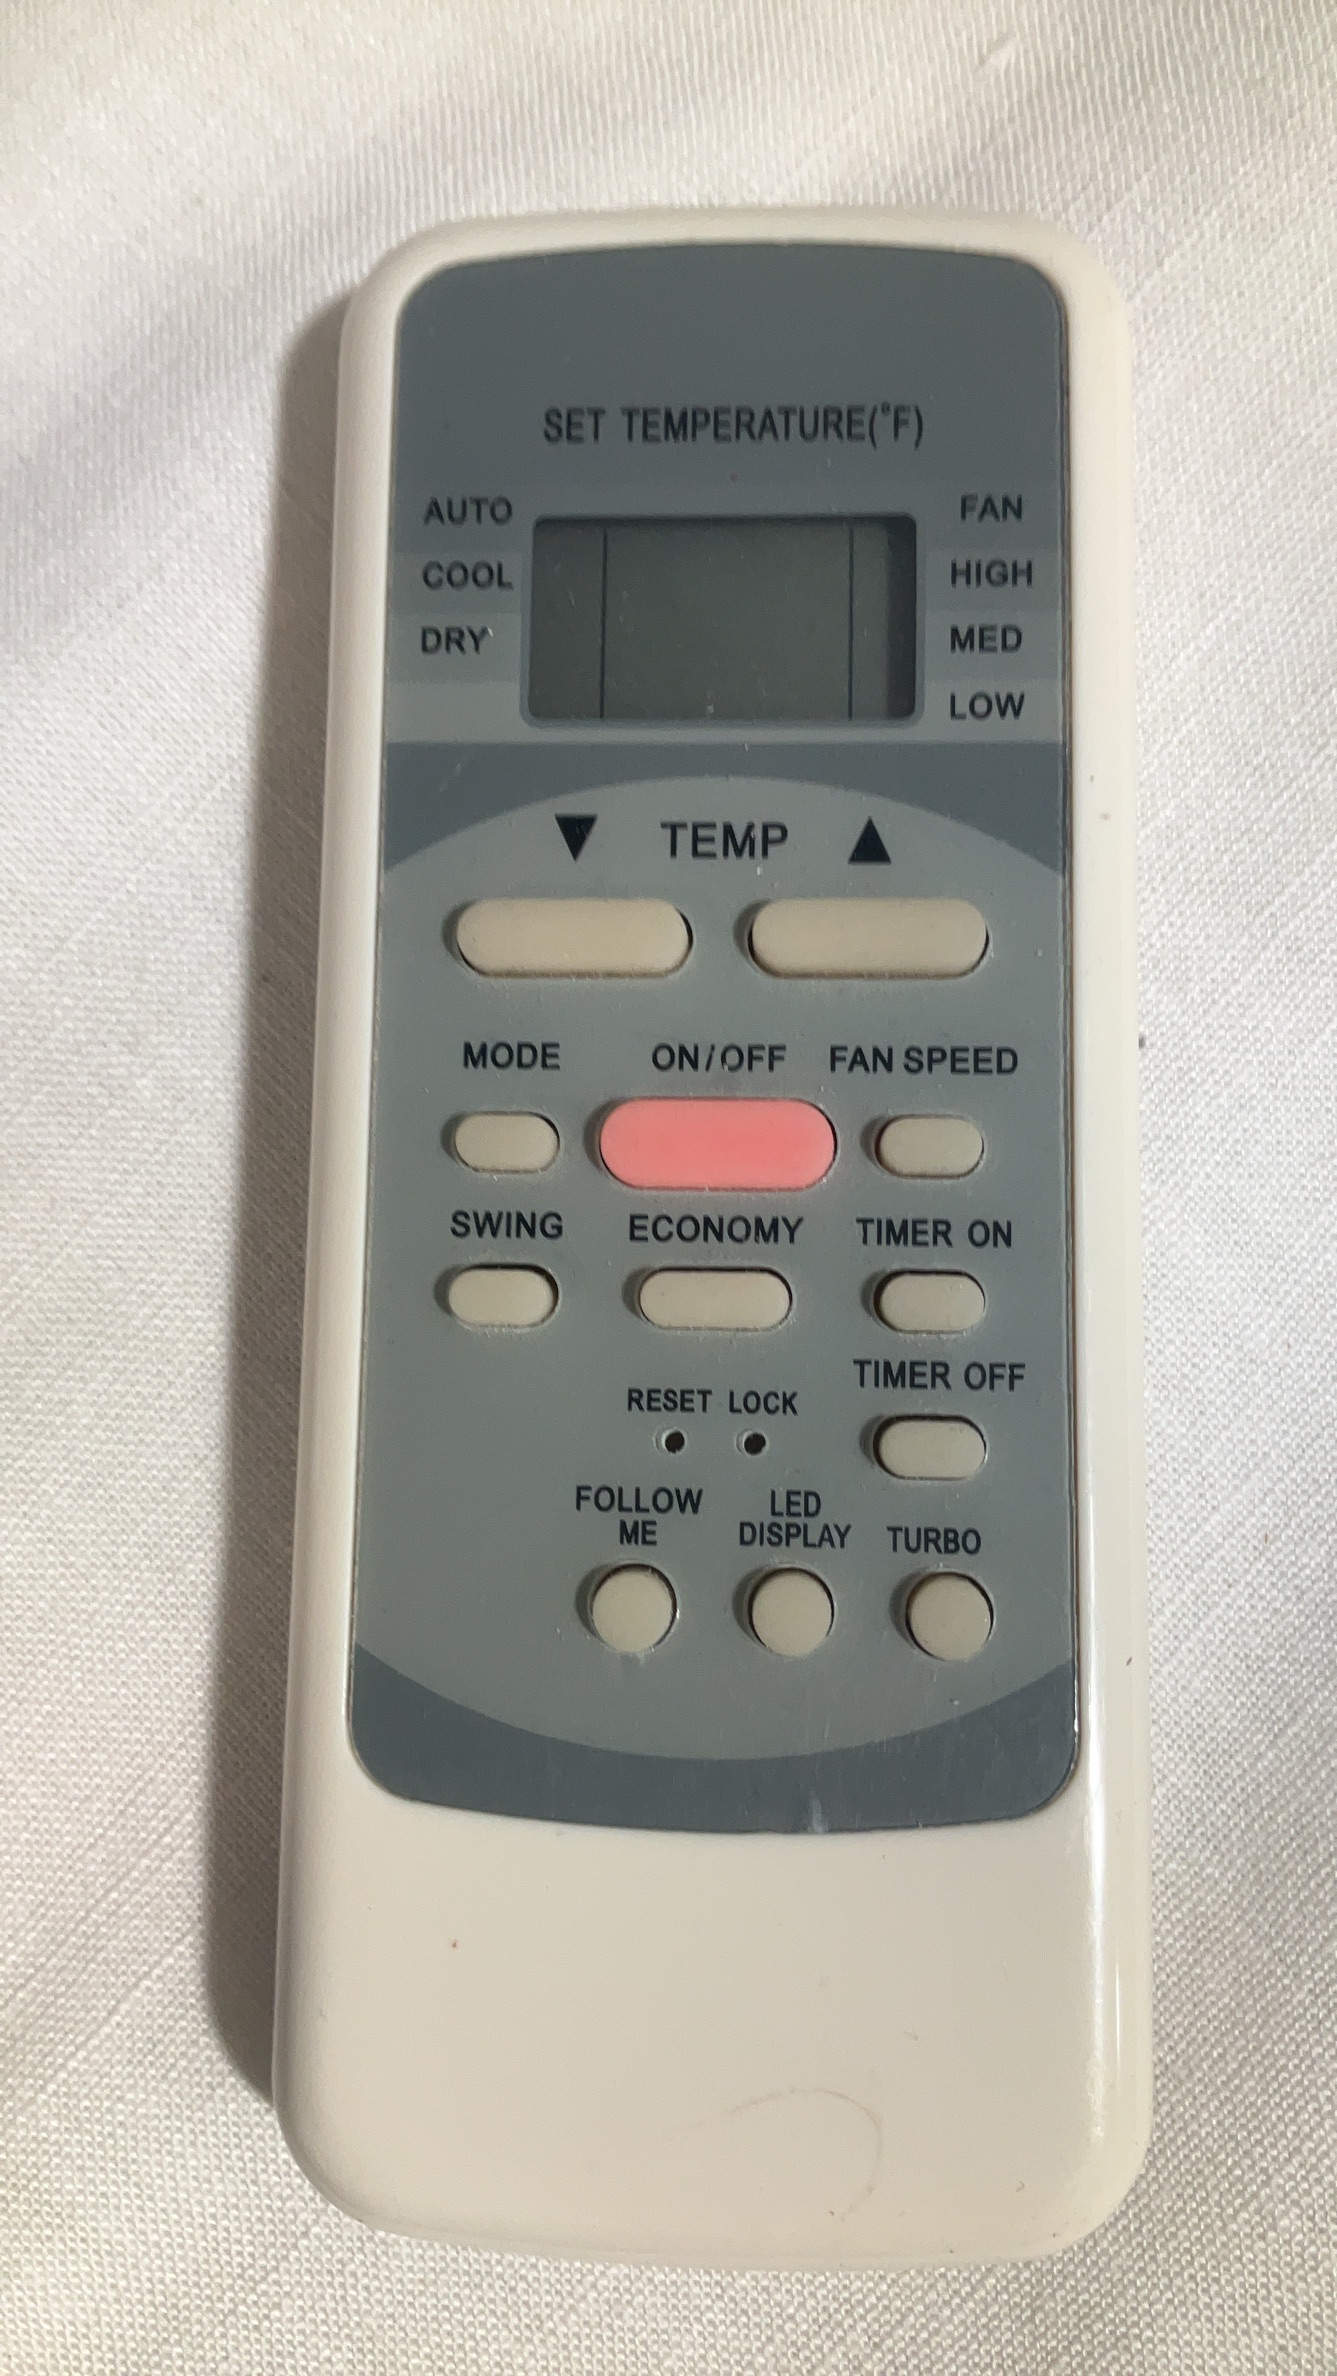 SET TEMPERATURE(°F)
AUTO
COOL
DRY
FAN
HIGH
MED
LOW
▼ TEMP ▲
MODE ON/OFF FAN SPEED
SWING ECONOMY TIMER ON
TIMER OFF
RESET LOCK
FOLLOW
ME
LED
DISPLAY
TURBO